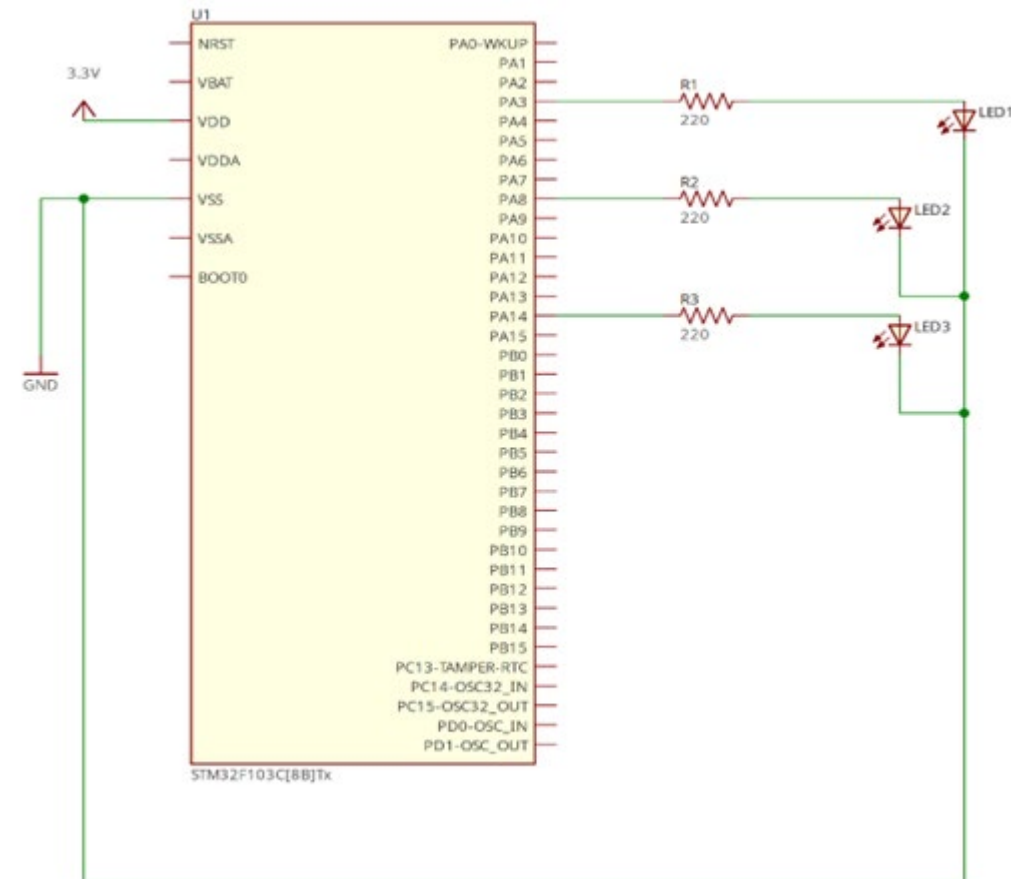 U1
NRST
VBAT
3.3V
VDD
VDDA
VSS
VSSA
BOOT0
GND
PA0-WKUP
PA1
PA2
PA3
PA4
PA5
PA6
PA7
PA8
PA9
PA10
PA11
PA12
PA13
PA14
PA15
PB0
PB1
PB2
PB3
PB4
PB5
PB6
PB7
PB8
PB9
PB10
PB11
PB12
PB13
PB14
PB15
PC13-TAMPER-RTC
PC14-OSC32_IN
PC15-OSC32_OUT
PD0-OSC_IN
PD1-OSC_OUT
STM32F103C[8B]Tx
R1
220
LED1
R2
220
LED2
R3
220
LED3